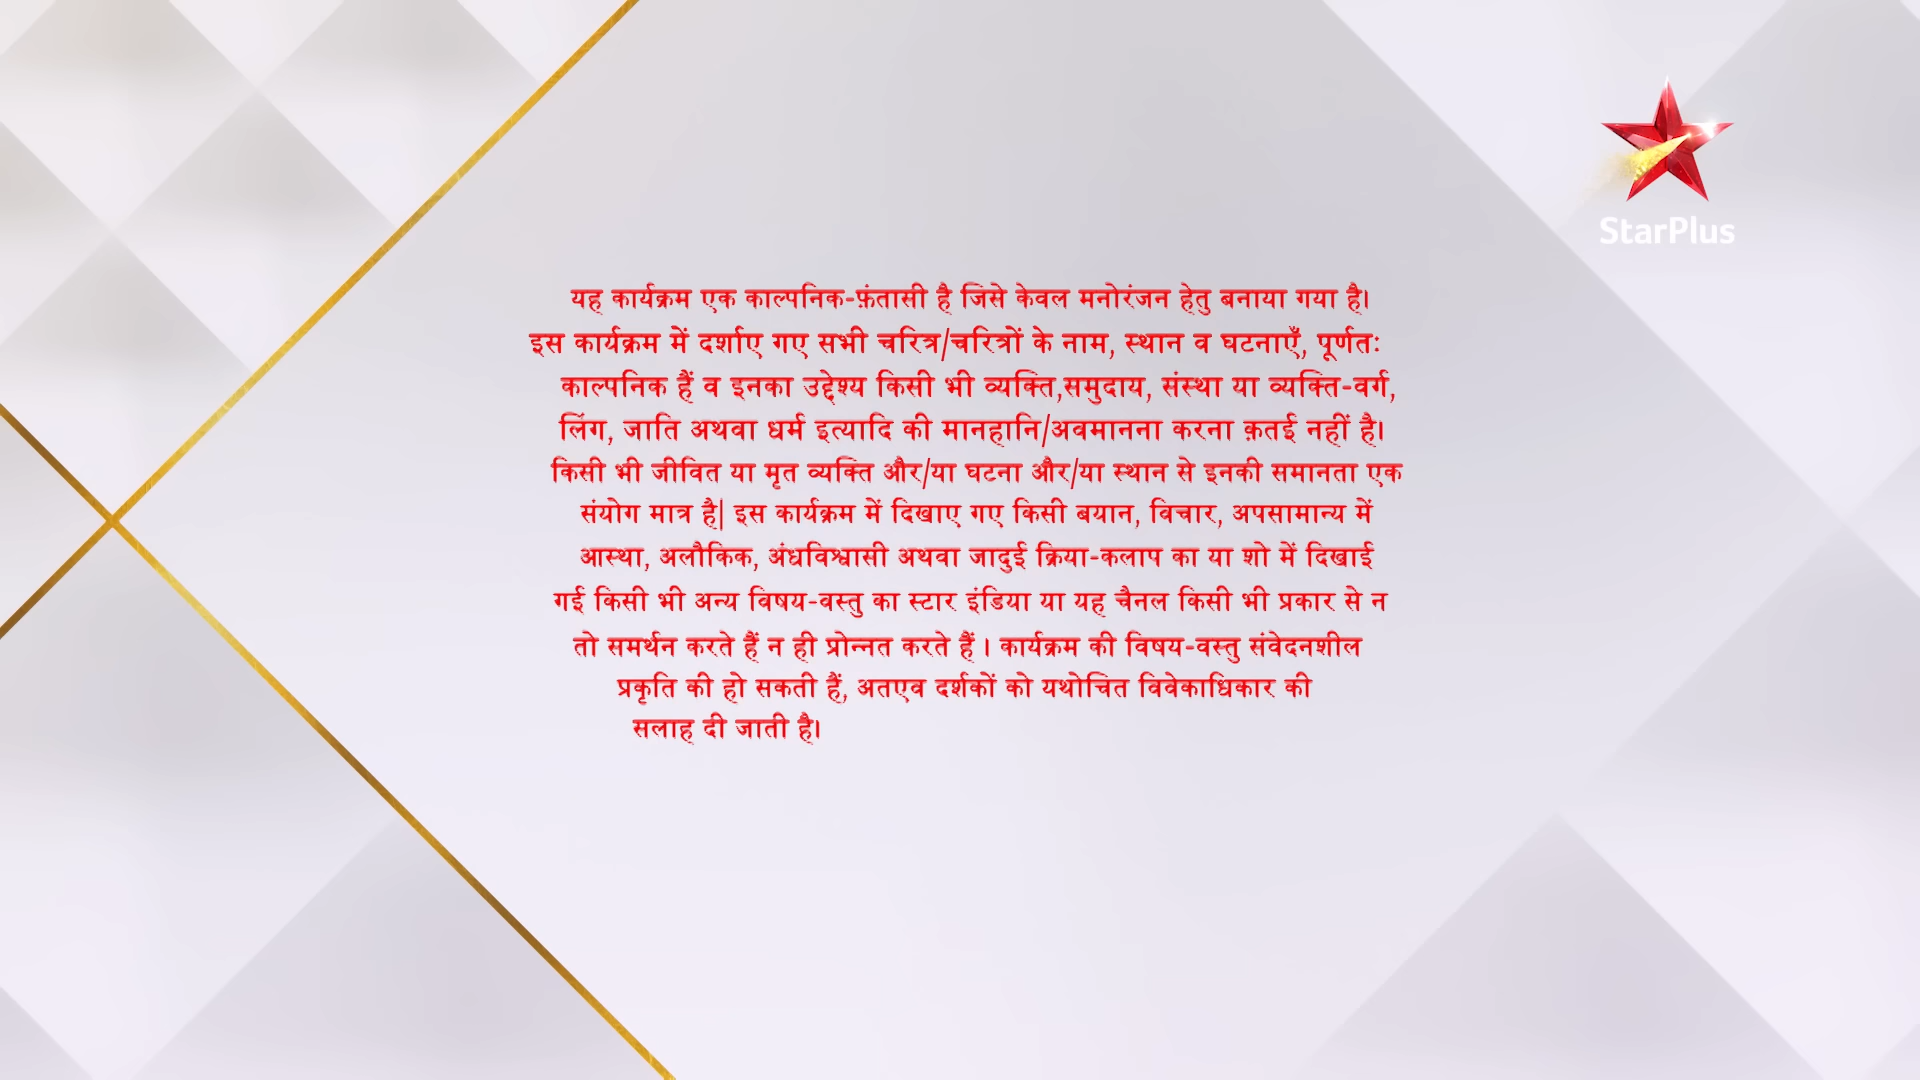 StarPlus
यह कार्यक्रम एक काल्पनिक-फ़ंतासी है जिसे केवल मनोरंजन हेतु बनाया गया है।
इस कार्यक्रम में दर्शाए गए सभी चरित्र/चरित्रों के नाम, स्थान व घटनाएँ, पूर्णतः
काल्पनिक हैं व इनका उद्देश्य किसी भी व्यक्ति,समुदाय, संस्था या व्यक्ति-वर्ग,
लिंग, जाति अथवा धर्म इत्यादि की मानहानि/अवमानना करना क़तई नहीं है।
किसी भी जीवित या मृत व्यक्ति और/या घटना और/या स्थान से इनकी समानता एक
संयोग मात्र है| इस कार्यक्रम में दिखाए गए किसी बयान, विचार, अपसामान्य में
आस्था, अलौकिक, अंधविश्वासी अथवा जादुई क्रिया-कलाप का या शो में दिखाई
गई किसी भी अन्य विषय-वस्तु का स्टार इंडिया या यह चैनल किसी भी प्रकार से न
तो समर्थन करते हैं न ही प्रोन्नत करते हैं । कार्यक्रम की विषय-वस्तु संवेदनशील
प्रकृति की हो सकती हैं, अतएव दर्शकों को यथोचित विवेकाधिकार की
सलाह दी जाती है।